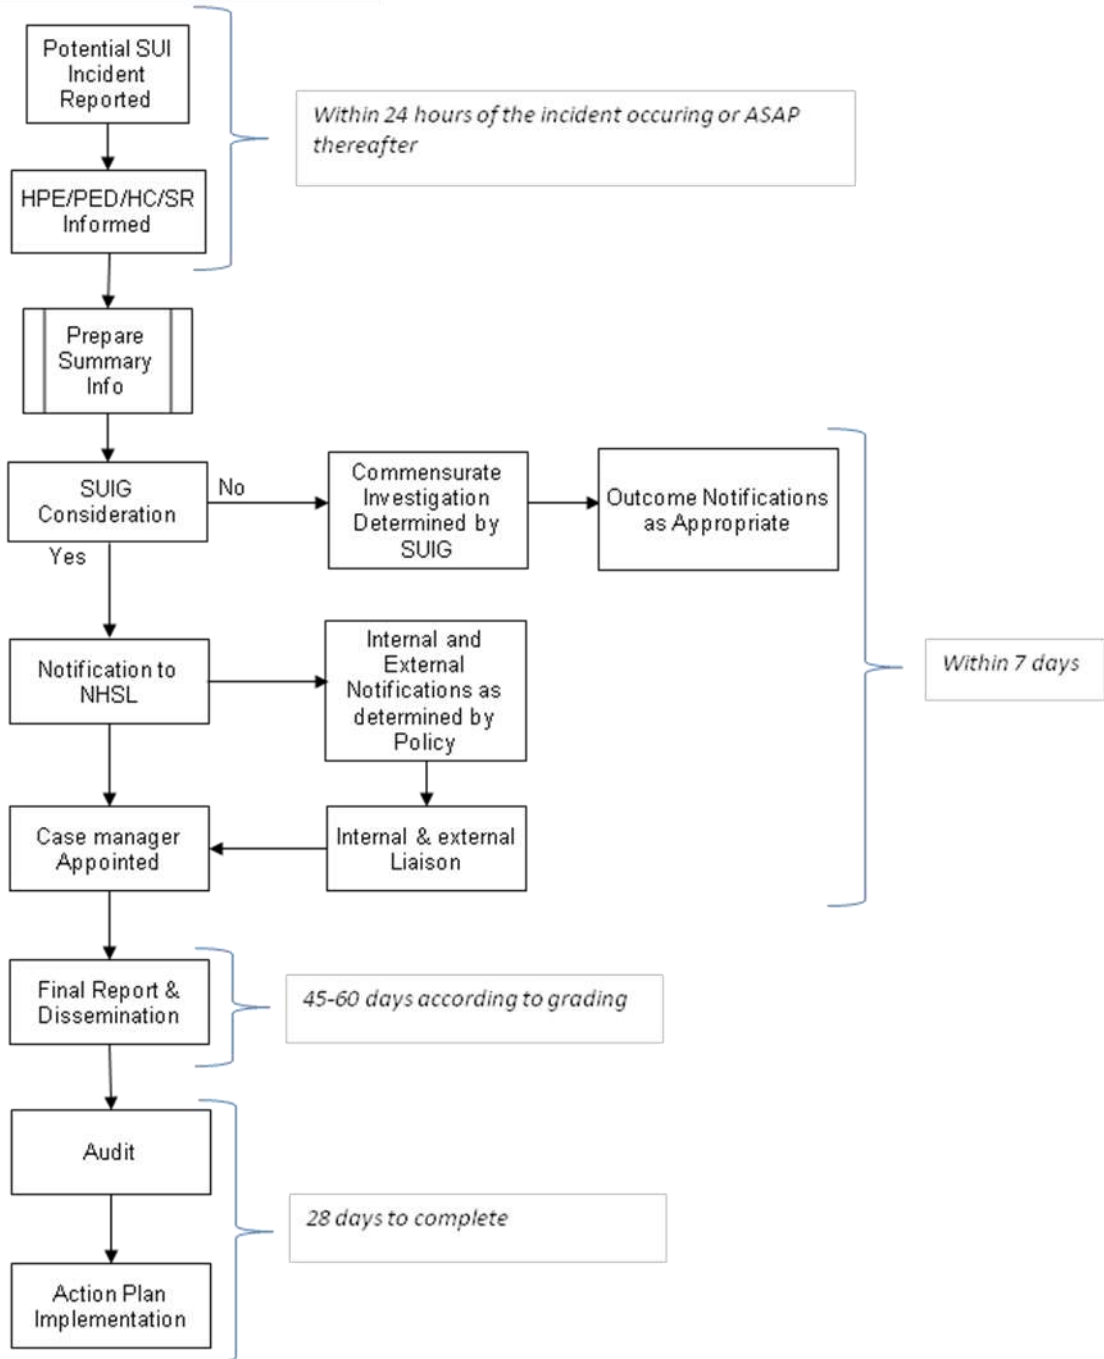 Potential SUI
Incident
Reported
Within 24 hours of the incident occuring or ASAP
thereafter
HPE/PED/HC/SR
Informed
Prepare
Summary
Info
SUIG
Consideration
No
Commensurate
Investigation
Determined by
SUIG
Outcome Notifications
as Appropriate
Yes
Notification to
NHSL
Internal and
External
Notifications as
determined by
Policy
Within 7 days
Case manager
Appointed
Internal & external
Liaison
Final Report &
Dissemination
45-60 days according to grading
Audit
28 days to complete
Action Plan
Implementation